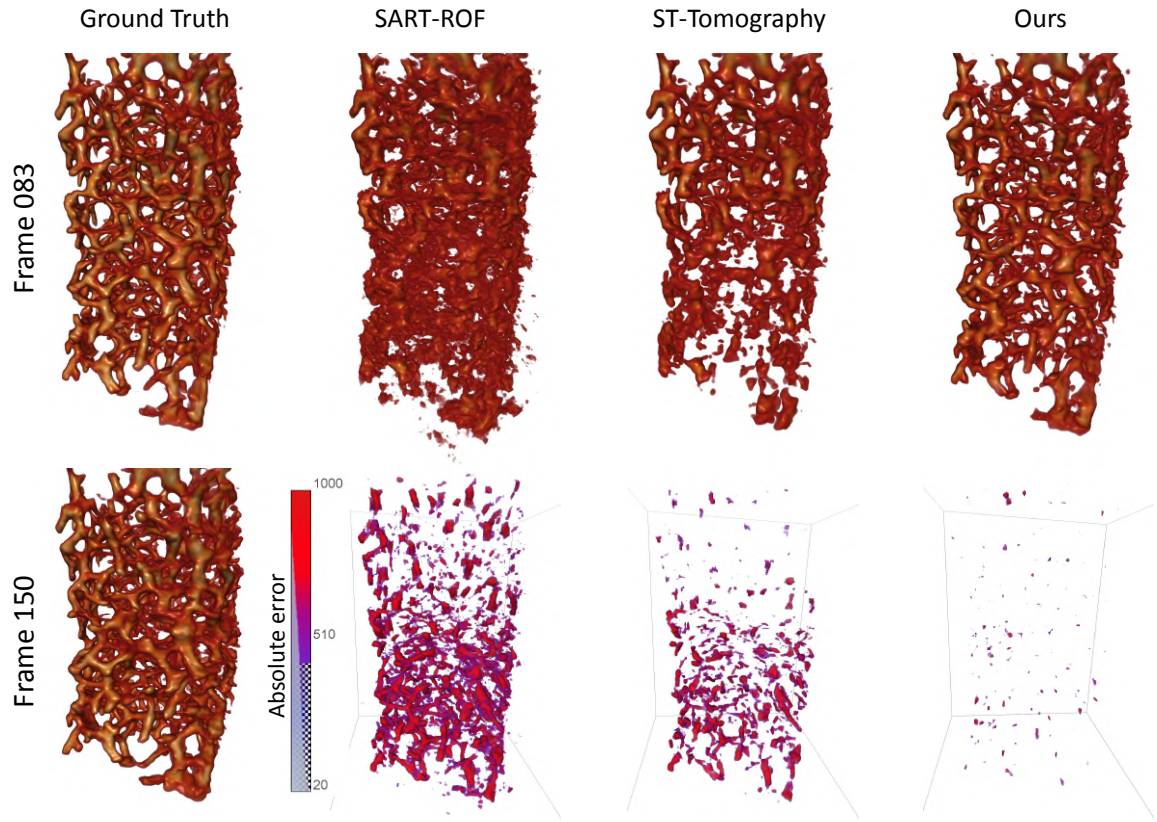 Ground Truth
SART-ROF
ST-Tomography
Ours
Frame 083
Frame 150
Absolute error
1000
510
20